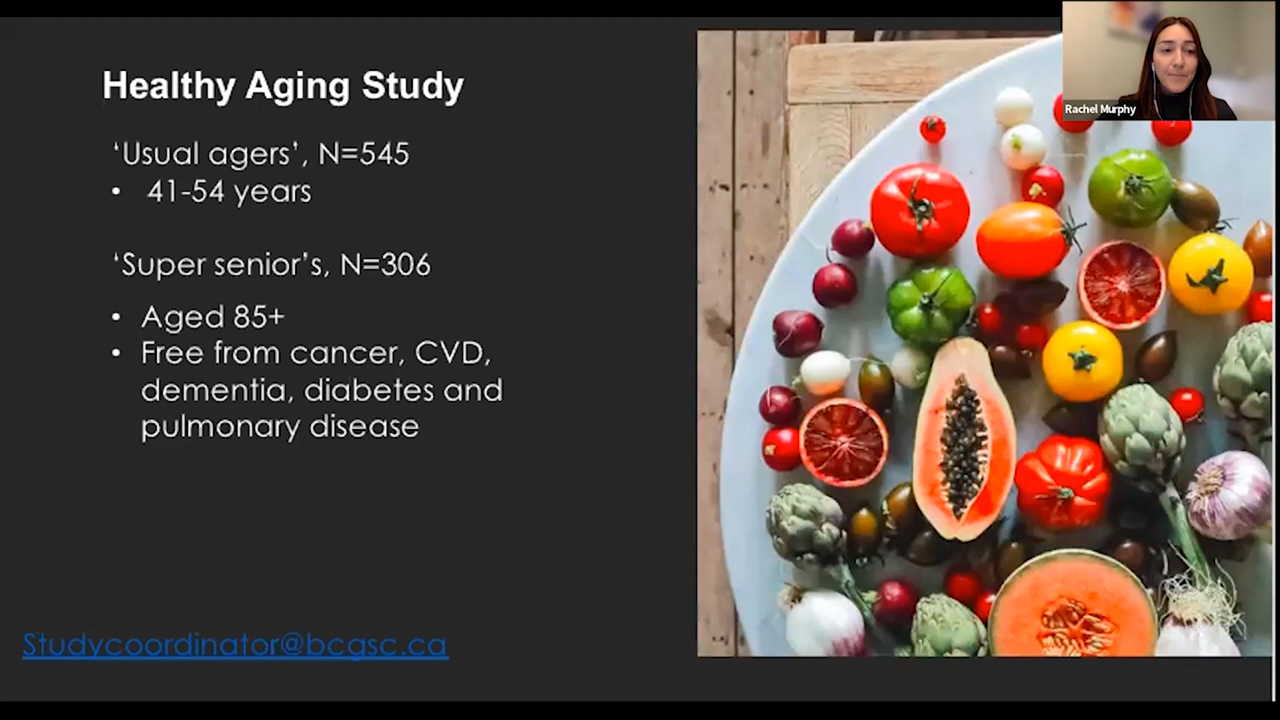 Healthy Aging Study
‘Usual agers’, N=545
• 41-54 years
‘Super senior’s, N=306
• Aged 85+
• Free from cancer, CVD,
dementia, diabetes and
pulmonary disease
Studycoordinator@bcgsc.ca
Rachel Murphy